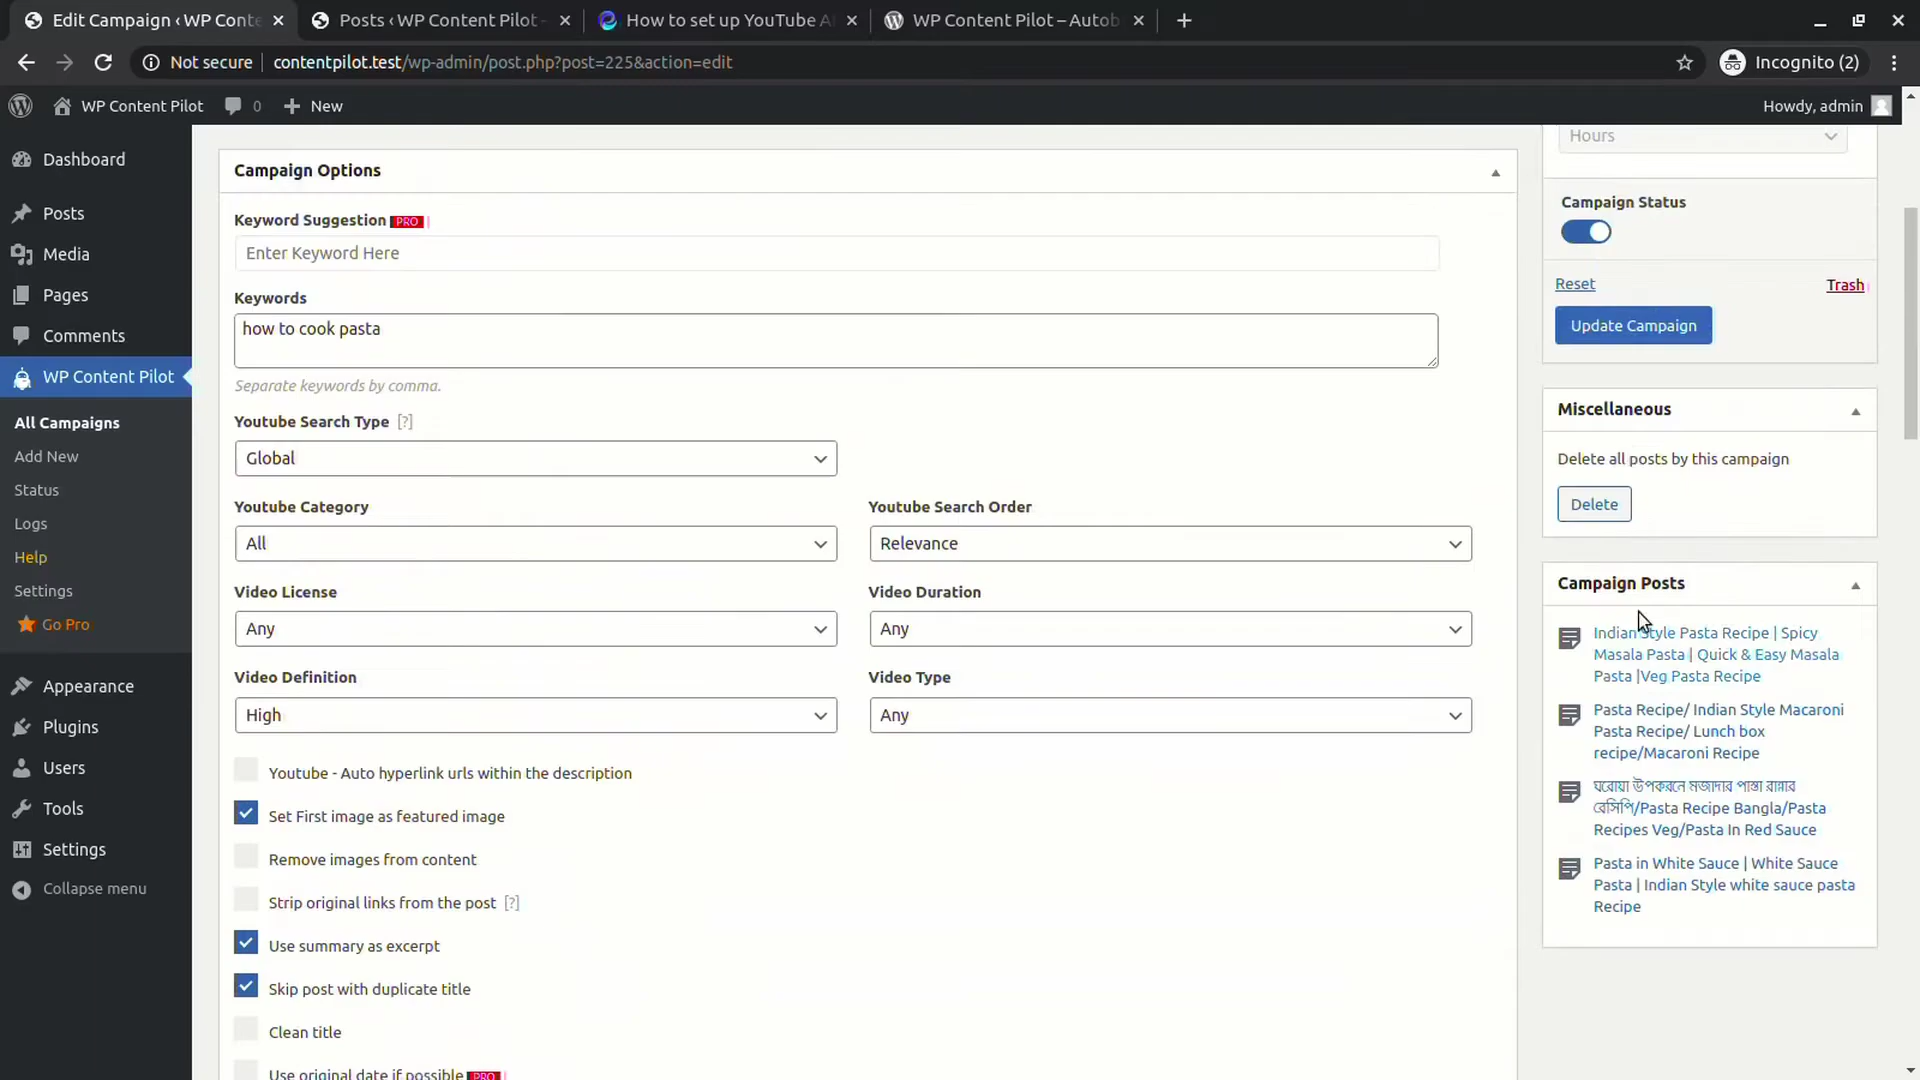 Edit Campaign ‹ WP Conte
Posts ‹ WP Content Pilot -
How to set up YouTube A
WP Content Pilot – Autob
Not secure
contentpilot.test/wp-admin/post.php?post=225&action=edit
Incognito (2)
WP Content Pilot
0
New
Howdy, admin
Dashboard
Posts
Media
Pages
Comments
WP Content Pilot
All Campaigns
Add New
Status
Logs
Help
Settings
Go Pro
Appearance
Plugins
Users
Tools
Settings
Collapse menu
Campaign Options
Keyword Suggestion PRO
Enter Keyword Here
Keywords
how to cook pasta
Separate keywords by comma.
Youtube Search Type [?]
Global
Youtube Category
All
Youtube Search Order
Relevance
Video License
Any
Video Duration
Any
Video Definition
High
Video Type
Any
Youtube - Auto hyperlink urls within the description
Set First image as featured image
Remove images from content
Strip original links from the post [?]
Use summary as excerpt
Skip post with duplicate title
Clean title
Use original date if possible PRO
Hours
Campaign Status
Reset
Trash
Update Campaign
Miscellaneous
Delete all posts by this campaign
Delete
Campaign Posts
Indian Style Pasta Recipe | Spicy
Masala Pasta | Quick & Easy Masala
Pasta |Veg Pasta Recipe
Pasta Recipe/ Indian Style Macaroni
Pasta Recipe/ Lunch box
recipe/Macaroni Recipe
ঘরোয়া উপকরনে মজাদার পাস্তা রান্নার
রেসিপি/Pasta Recipe Bangla/Pasta
Recipes Veg/Pasta In Red Sauce
Pasta in White Sauce | White Sauce
Pasta | Indian Style white sauce pasta
Recipe